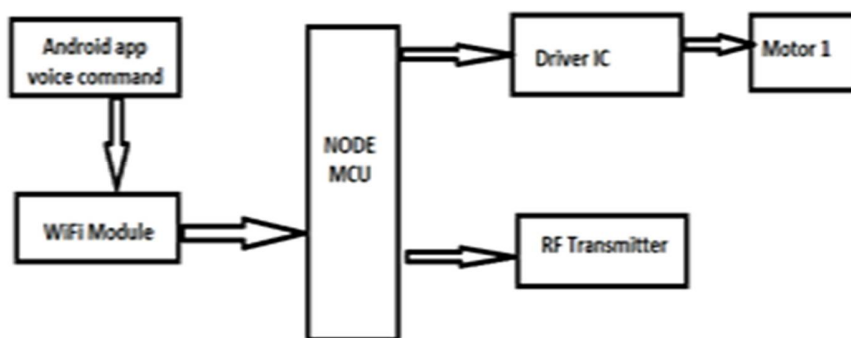 Android app
voice command
WiFi Module
NODE
MCU
Driver IC
Motor 1
RF Transmitter